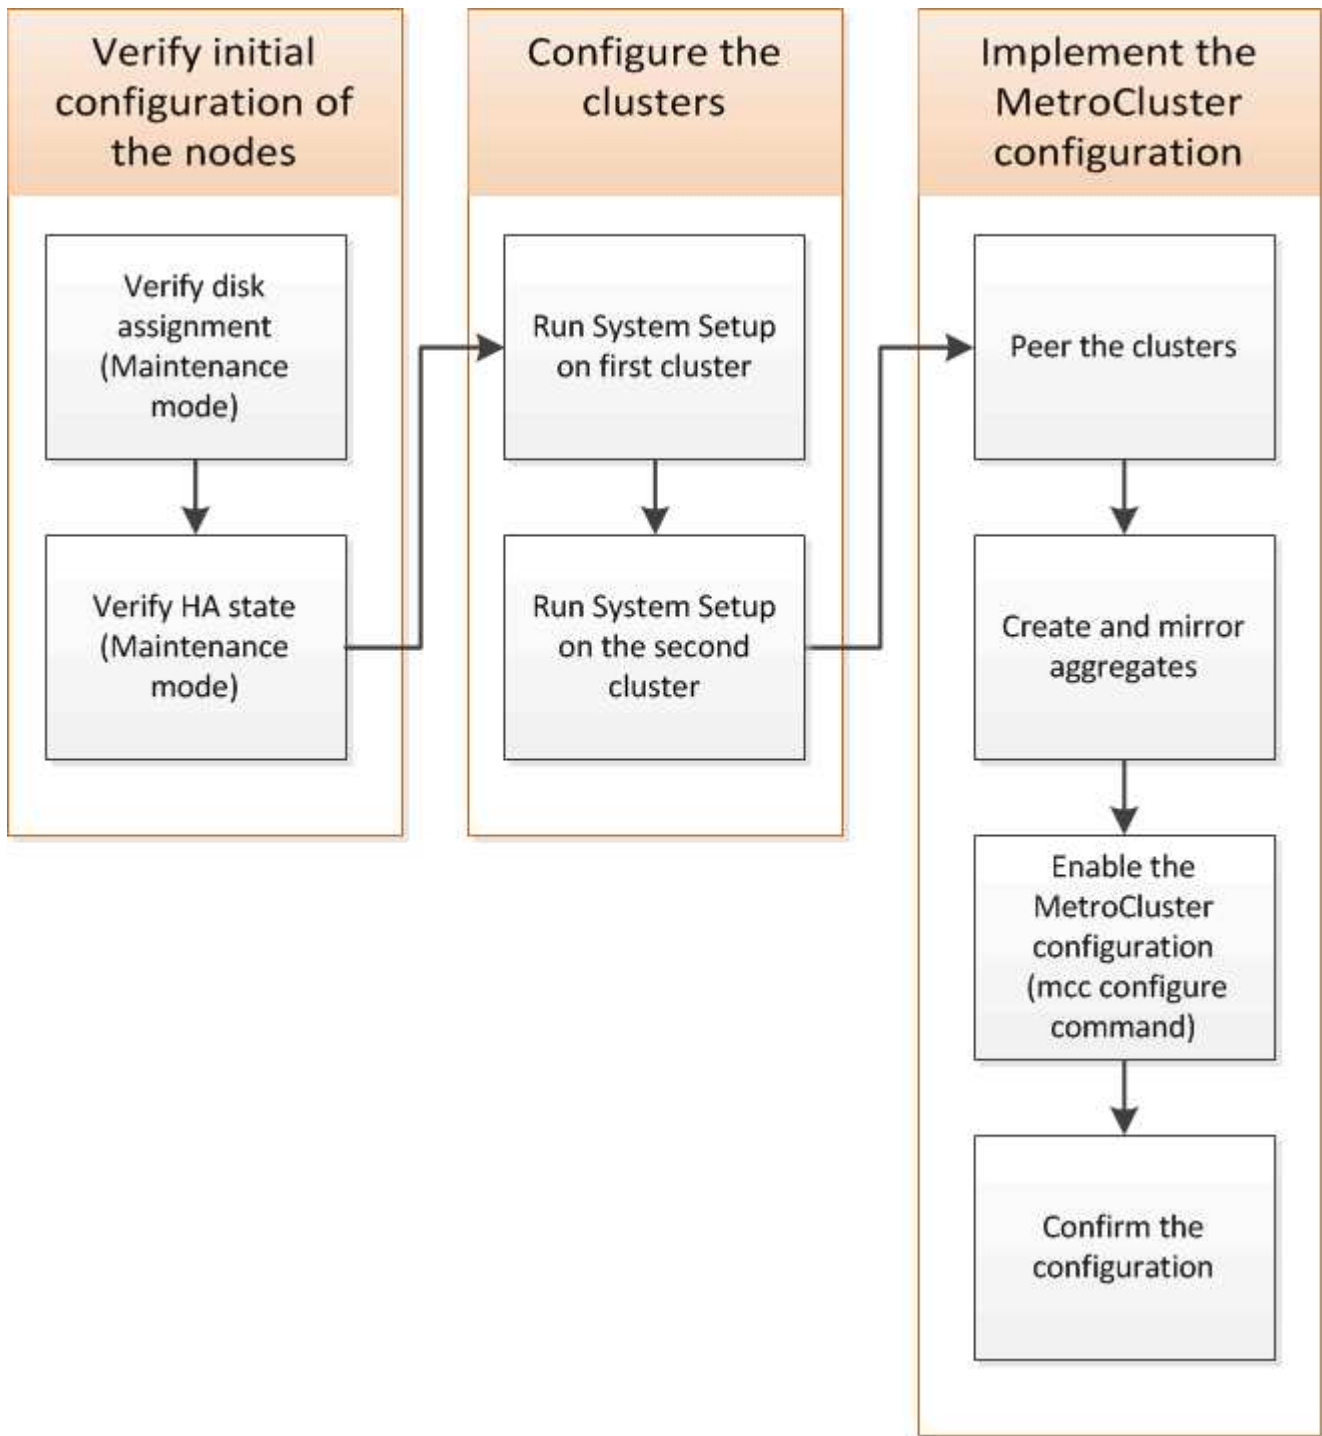 Verify initial
configuration of
the nodes
Verify disk
assignment
(Maintenance
mode)
Verify HA state
(Maintenance
mode)
Configure the
clusters
Run System Setup
on first cluster
Run System Setup
on the second
cluster
Implement the
MetroCluster
configuration
Peer the clusters
Create and mirror
aggregates
Enable the
MetroCluster
configuration
(mcc configure
command)
Confirm the
configuration